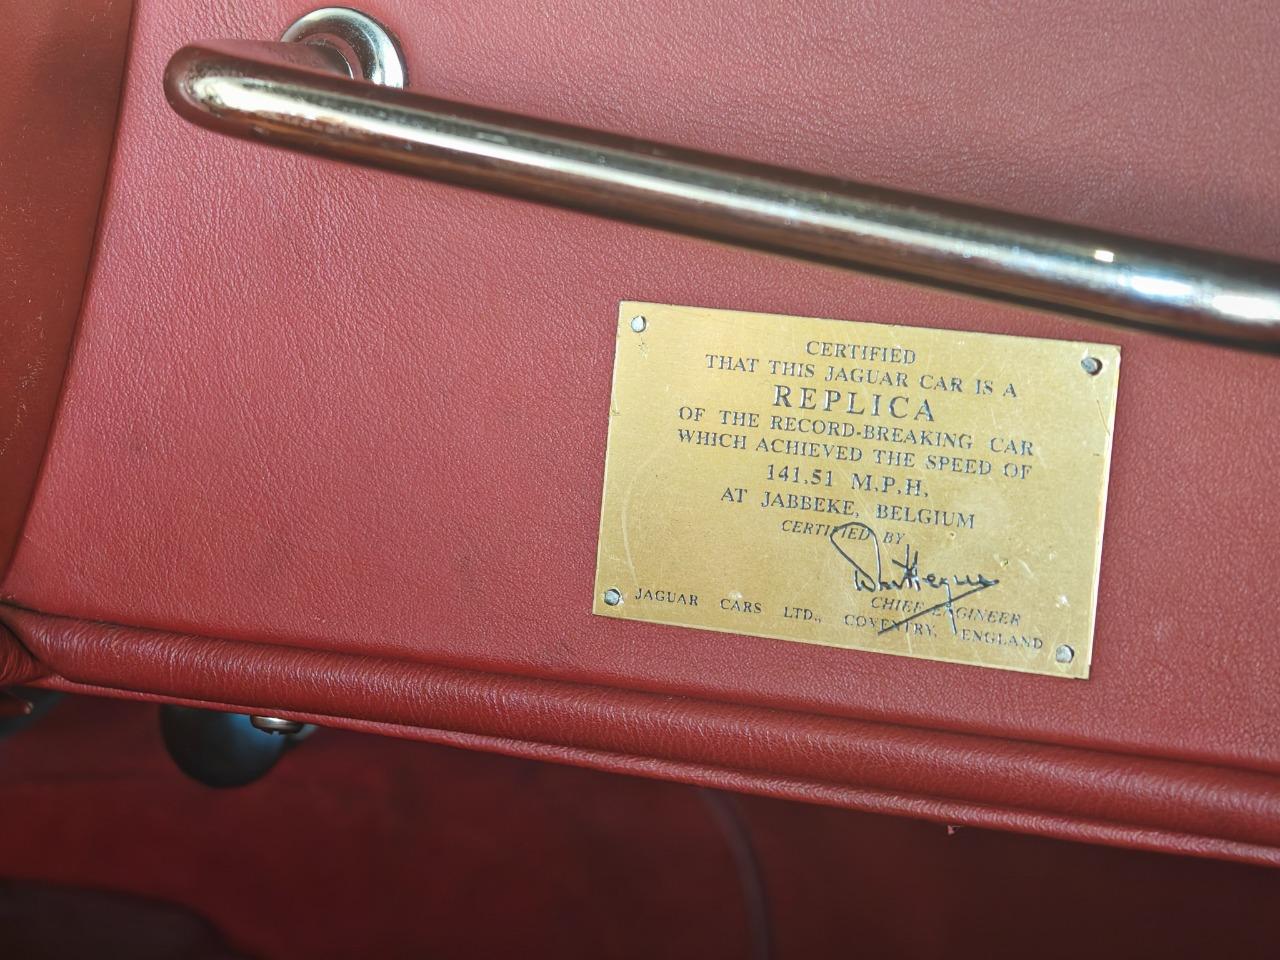 CERTIFIED
THAT THIS JAGUAR CAR IS A
REPLICA
OF THE RECORD-BREAKING CAR
WHICH ACHIEVED THE SPEED OF
141.51 M.P.H.
AT JABBEKE, BELGIUM
CERTIFIED BY
CHIEF ENGINEER
JAGUAR CARS LTD., COVENTRY, ENGLAND